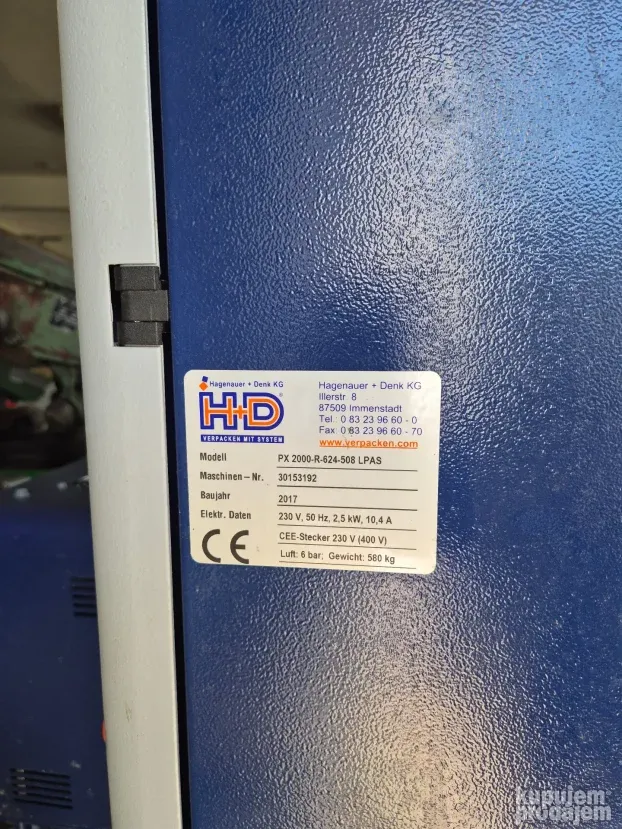 Hagenauer + Denk KG
H+D
VERPACKEN MIT SYSTEM
Hagenauer + Denk KG
Illerstr 8
87509 Immenstadt
Tel. 0 83 23 96 60 - 0
Fax 0 83 23 96 60 - 70
www.verpacken.com
Modell PX 2000-R-624-508 LPAS
Maschinen – Nr. 30153192
Baujahr 2017
Elektr. Daten 230 V, 50 Hz, 2,5 kW, 10,4 A
CEE-Stecker 230 V (400 V)
CE Luft: 6 bar; Gewicht: 580 kg
kupujem
prodajem